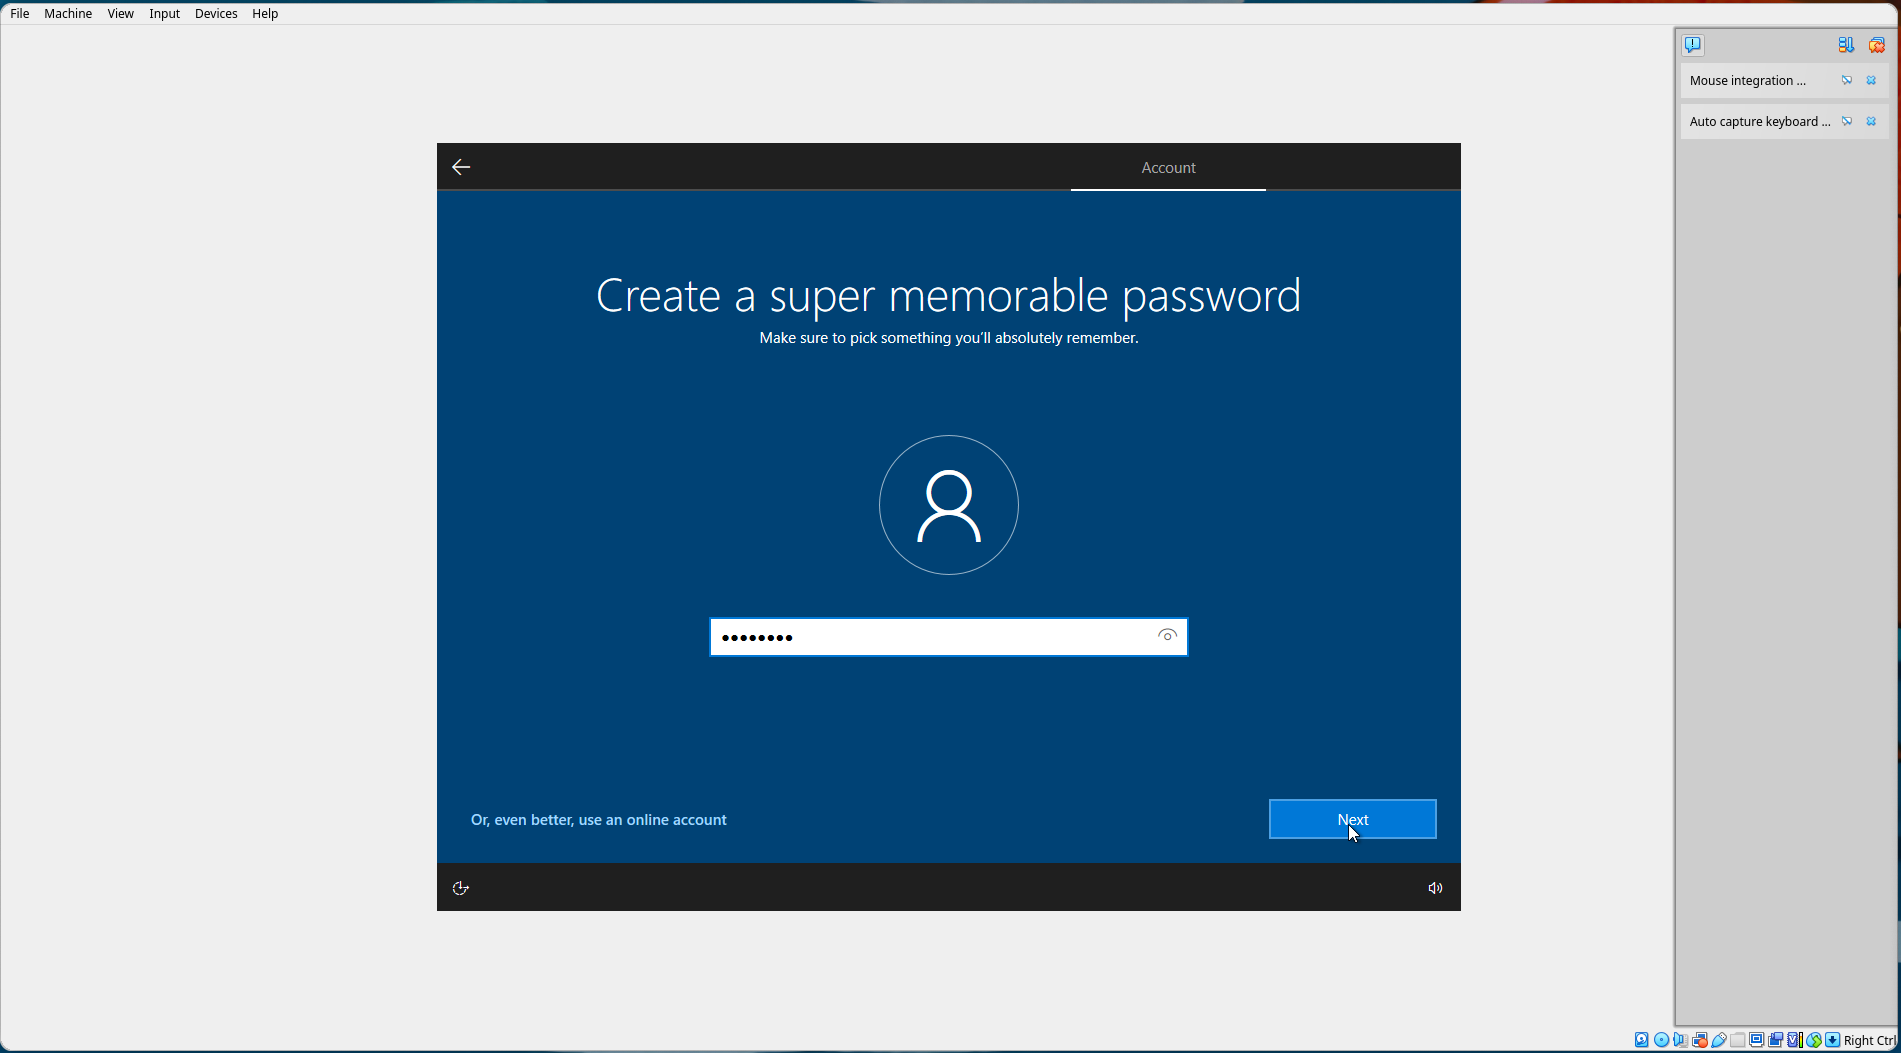 File Machine View Input Devices Help
Mouse integration ...
Auto capture keyboard ...
Account
Create a super memorable password
Make sure to pick something you'll absolutely remember.
••••••••
Or, even better, use an online account
Next
Right Ctrl